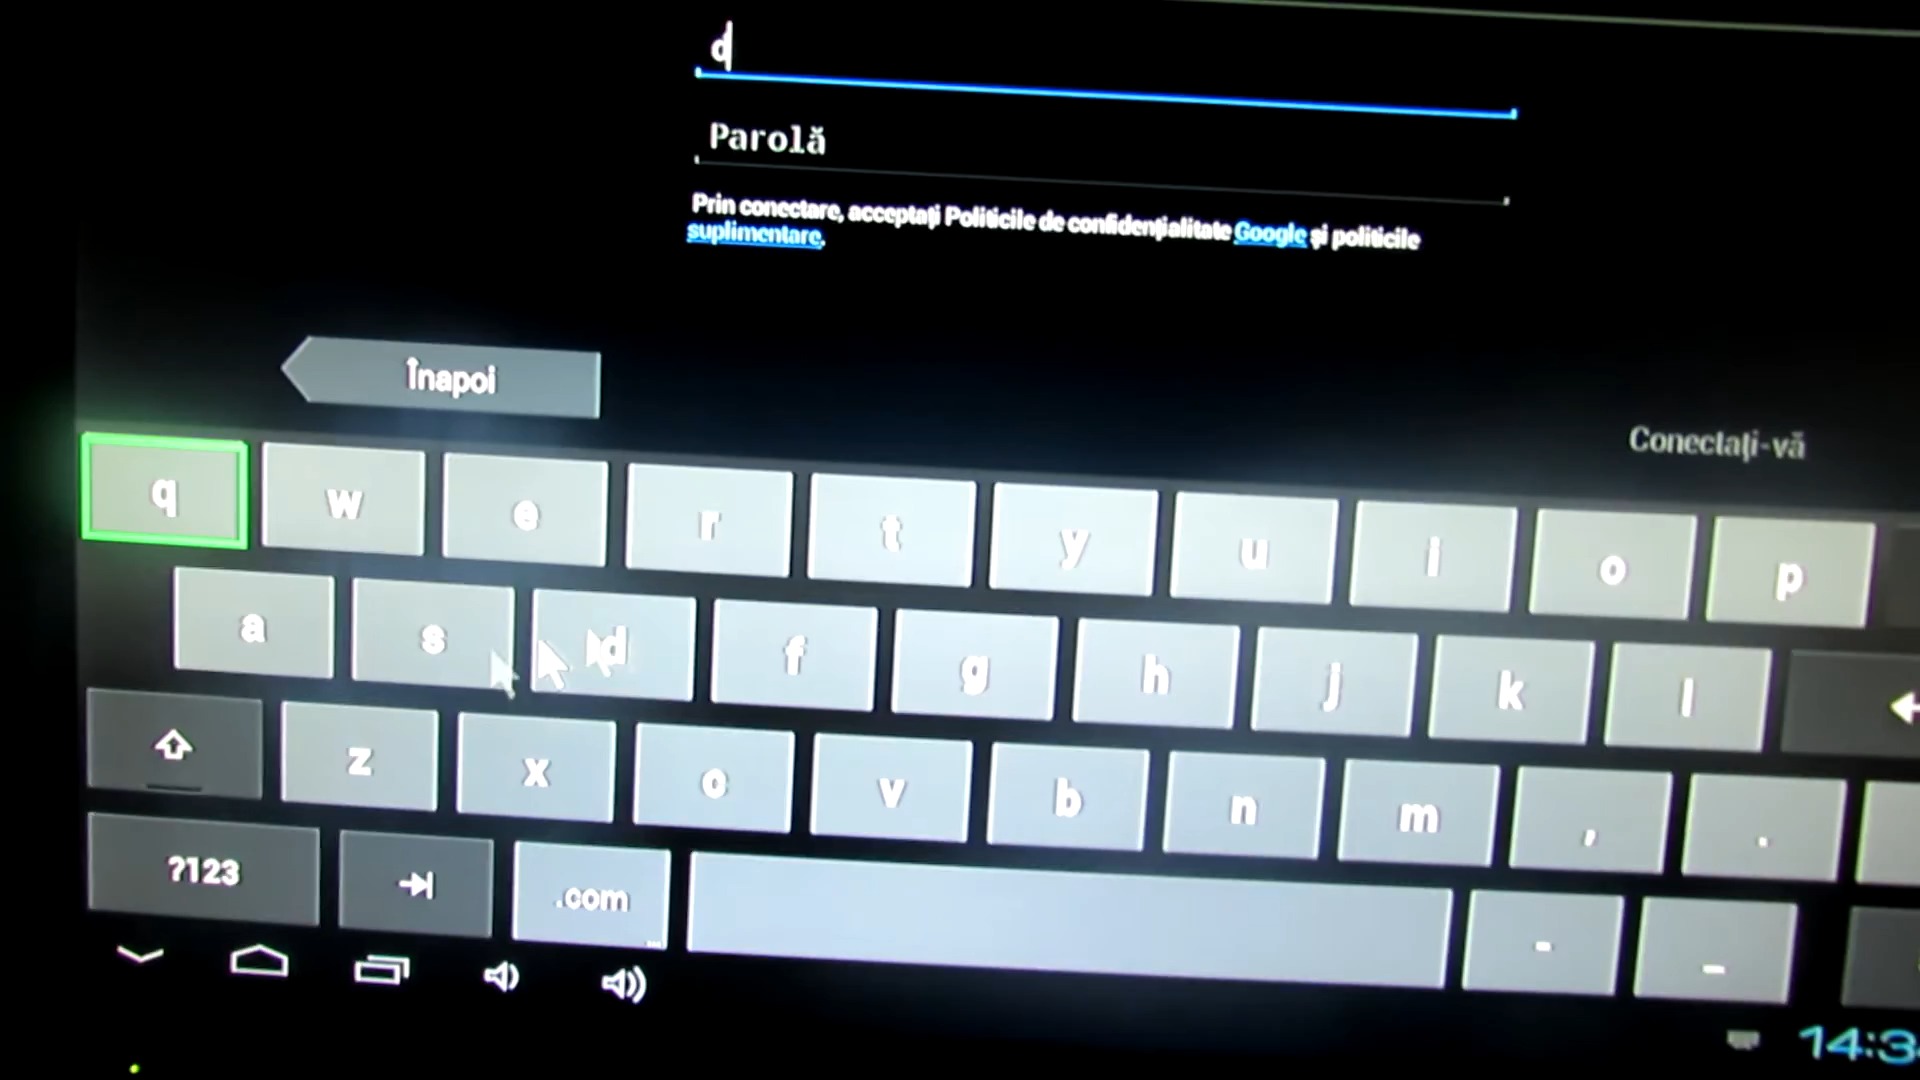 d
Parolă
Prin conectare, acceptați Politicile de confidențialitate Google și politicile
suplimentare.
Înapoi
Conectați-vă
q w e r t y u i o p
a s d f g h j k l
z x c v b n m , .
?123 .com - _
14:3